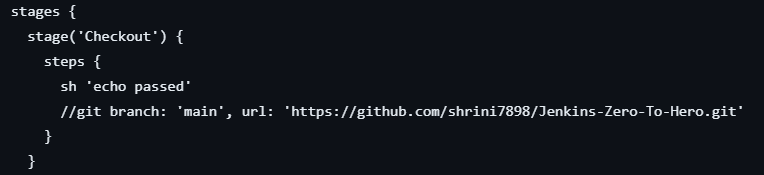 stages {
stage('Checkout') {
steps {
sh 'echo passed'
//git branch: 'main', url: 'https://github.com/shrini7898/Jenkins-Zero-To-Hero.git'
}
}